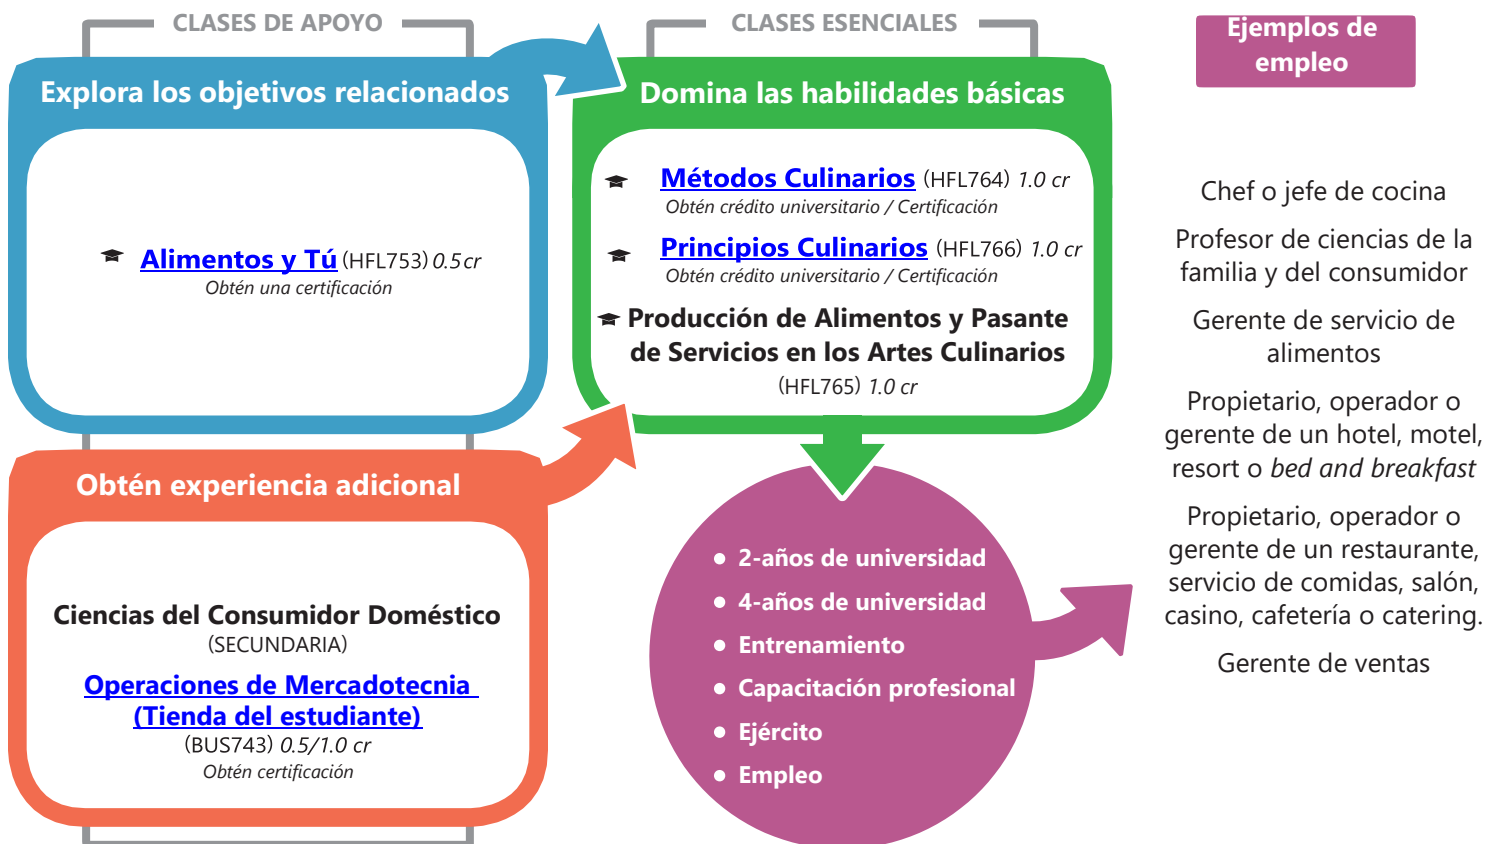 CLASES DE APOYO
Explora los objetivos relacionados
Alimentos y Tú (HFL753) 0.5 cr
Obtén una certificación
Obtén experiencia adicional
Ciencias del Consumidor Doméstico
(SECUNDARIA)
Operaciones de Mercadotecnia
(Tienda del estudiante)
(BUS743) 0.5/1.0 cr
Obtén certificación
CLASES ESENCIALES
Domina las habilidades básicas
Métodos Culinarios (HFL764) 1.0 cr
Obtén crédito universitario / Certificación
Principios Culinarios (HFL766) 1.0 cr
Obtén crédito universitario / Certificación
Producción de Alimentos y Pasante
de Servicios en los Artes Culinarios
(HFL765) 1.0 cr
• 2-años de universidad
• 4-años de universidad
• Entrenamiento
• Capacitación profesional
• Ejército
• Empleo
Ejemplos de
empleo
Chef o jefe de cocina
Profesor de ciencias de la
familia y del consumidor
Gerente de servicio de
alimentos
Propietario, operador o
gerente de un hotel, motel,
resort o bed and breakfast
Propietario, operador o
gerente de un restaurante,
servicio de comidas, salón,
casino, cafetería o catering.
Gerente de ventas